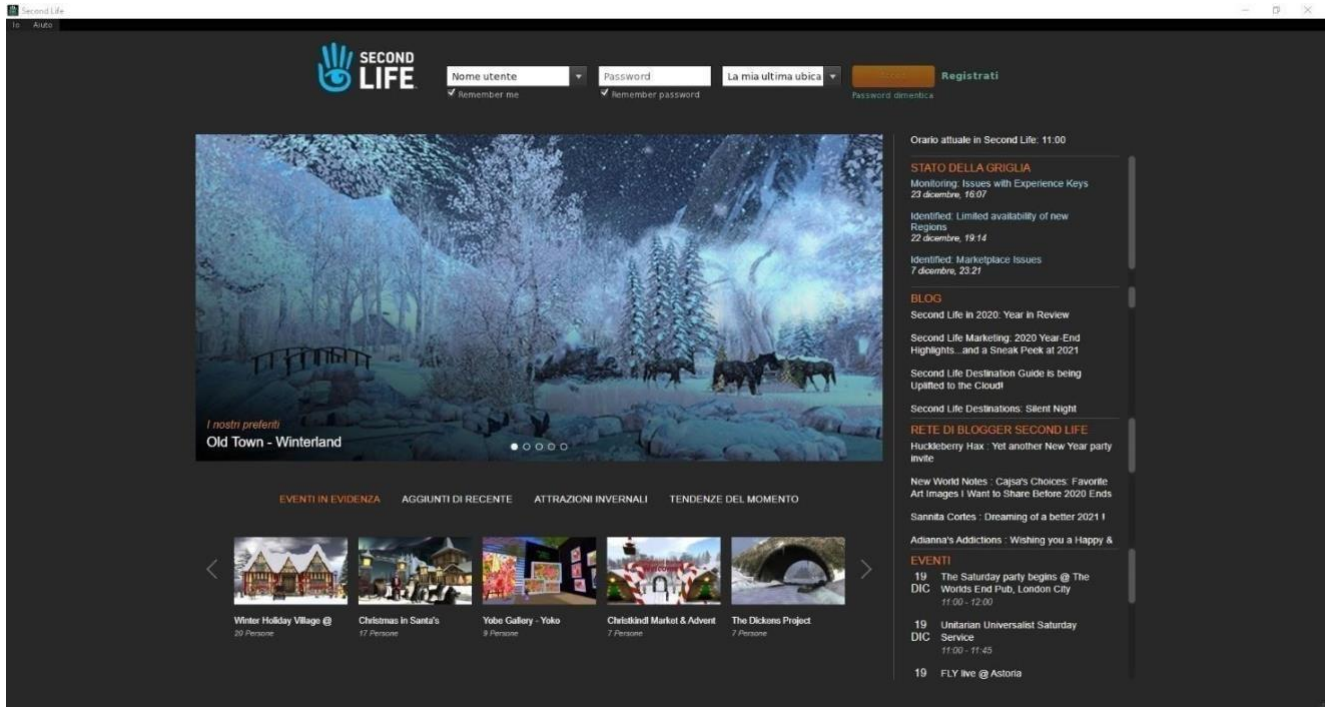 Second Life
Io Aiuto
SECOND
LIFE
Nome utente
Password
La mia ultima ubica
Registrati
Remember me
Remember password
Password dimentica
Orario attuale in Second Life: 11:00
STATO DELLA GRIGLIA
Monitoring: Issues with Experience Keys
23 dicembre, 16:07
Identified: Limited availability of new
Regions
22 dicembre, 19:14
Identified: Marketplace Issues
7 dicembre, 23:21
BLOG
Second Life in 2020: Year in Review
Second Life Marketing: 2020 Year-End
Highlights...and a Sneak Peek at 2021
Second Life Destination Guide is being
Uplifted to the Cloud!
Second Life Destinations: Silent Night
RETE DI BLOGGER SECOND LIFE
Huckleberry Hax : Yet another New Year party
invite
New World Notes : Cajsa's Choices: Favorite
Art Images I Want to Share Before 2020 Ends
Sannita Cortes : Dreaming of a better 2021 !
Adianna's Addictions : Wishing you a Happy &
EVENTI
19 The Saturday party begins @ The
DIC Worlds End Pub, London City
11:00 - 12:00
19 Unitarian Universalist Saturday
DIC Service
11:00 - 11:45
19 FLY live @ Astoria
I nostri preferiti
Old Town - Winterland
EVENTI IN EVIDENZA AGGIUNTI DI RECENTE ATTRAZIONI INVERNALI TENDENZE DEL MOMENTO
Welcome
Winter Holiday Village @
20 Persone
Christmas in Santa's
17 Persone
Yobe Gallery - Yoko
9 Persone
Christkindl Market & Advent
7 Persone
The Dickens Project
7 Persone